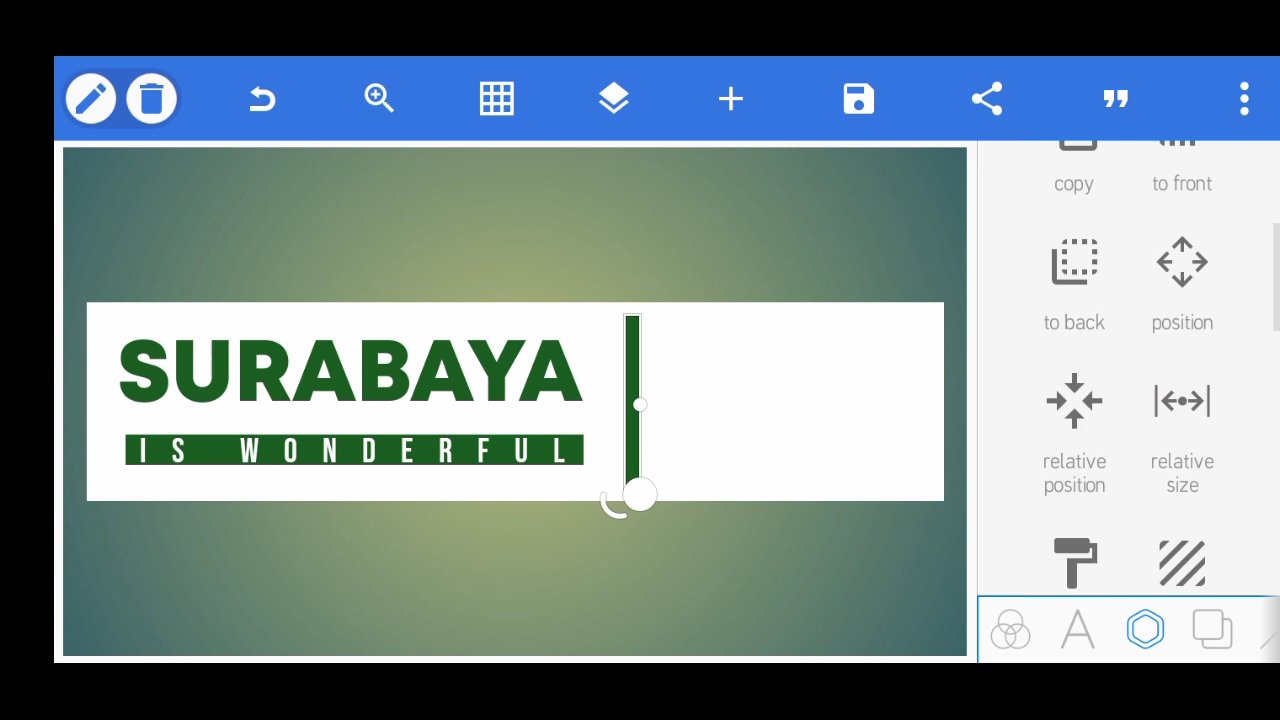 copy
to front
to back
position
relative
position
relative
size
SURABAYA
IS WONDERFUL